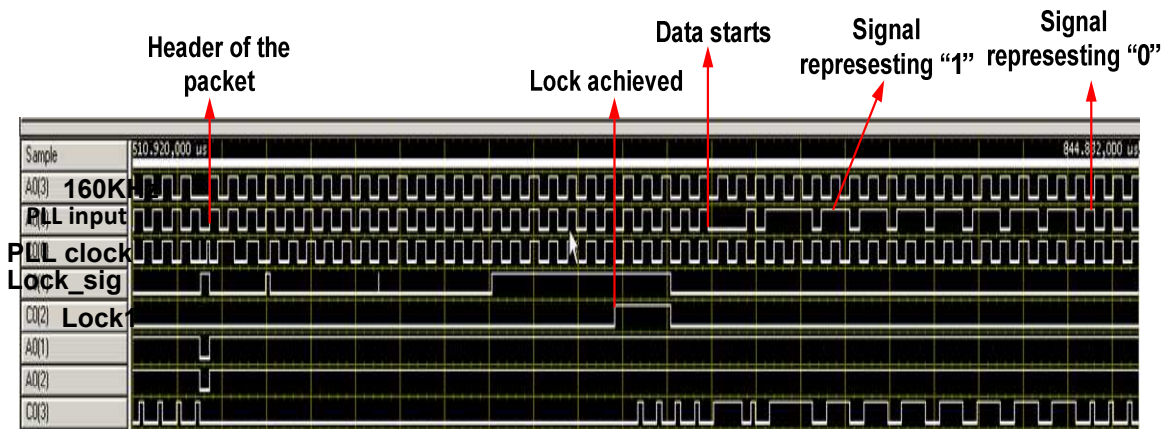 Header of the
packet
Lock achieved
Data starts
Signal
represesting “1”
Signal
represesting “0”
Sample
510.920,000 us
844.832,000 us
A0(3) 160KHz
PLL input
PLL clock
Lock_sig
C0(2) Lock1
A0(1)
A0(2)
C0(3)